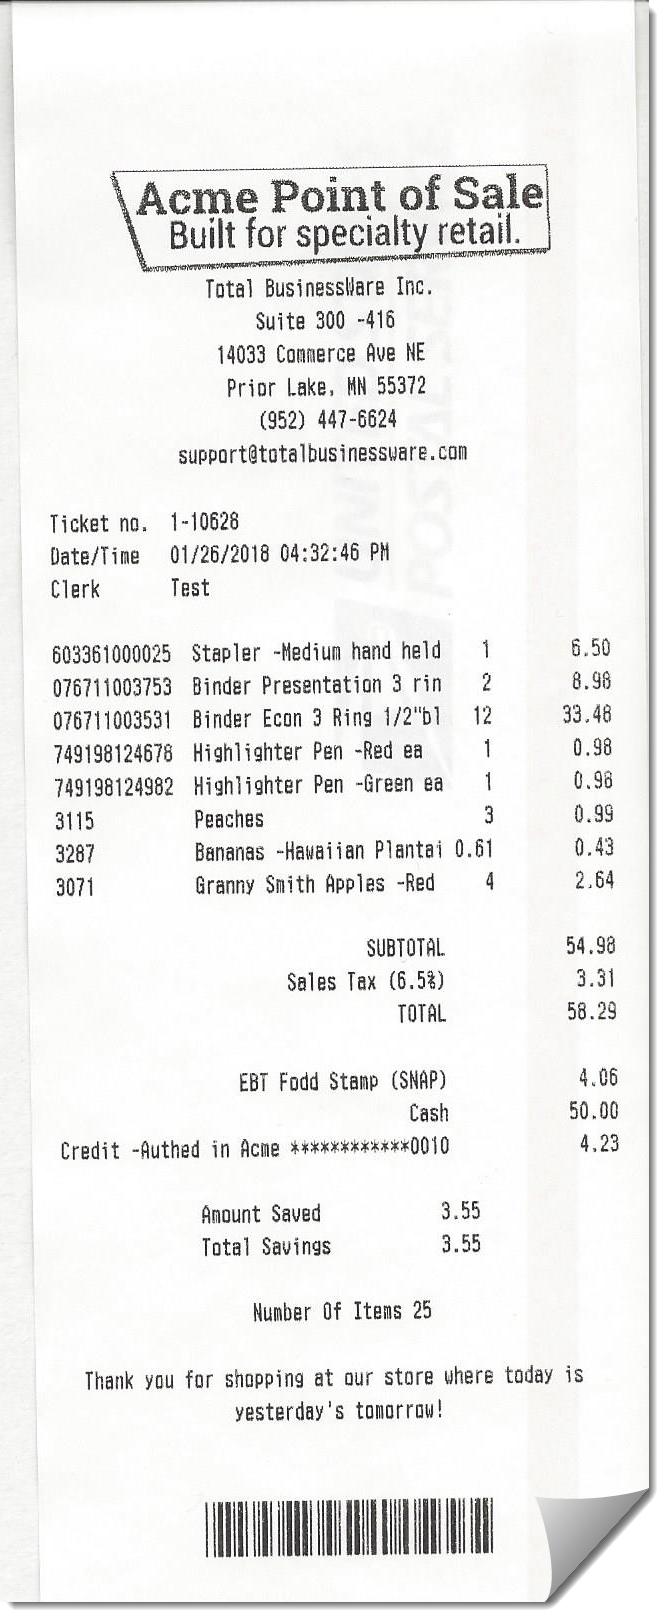 Acme Point of Sale
Built for specialty retail.
Total BusinessWare Inc.
Suite 300 -416
14033 Commerce Ave NE
Prior Lake, MN 55372
(952) 447-6624
support@totalbusinessware.com
Ticket no. 1-10628
Date/Time 01/26/2018 04:32:46 PM
Clerk Test
603361000025 Stapler -Medium hand held 1 6.50
076711003753 Binder Presentation 3 rin 2 8.98
076711003531 Binder Econ 3 Ring 1/2"bl 12 33.48
749198124678 Highlighter Pen -Red ea 1 0.98
749198124982 Highlighter Pen -Green ea 1 0.98
3115 Peaches 3 0.99
3287 Bananas -Hawaiian Plantai 0.61 0.43
3071 Granny Smith Apples -Red 4 2.64
SUBTOTAL 54.98
Sales Tax (6.5%) 3.31
TOTAL 58.29
EBT Fodd Stamp (SNAP) 4.06
Cash 50.00
Credit -Authed in Acme ************0010 4.23
Amount Saved 3.55
Total Savings 3.55
Number Of Items 25
Thank you for shopping at our store where today is
yesterday's tomorrow!